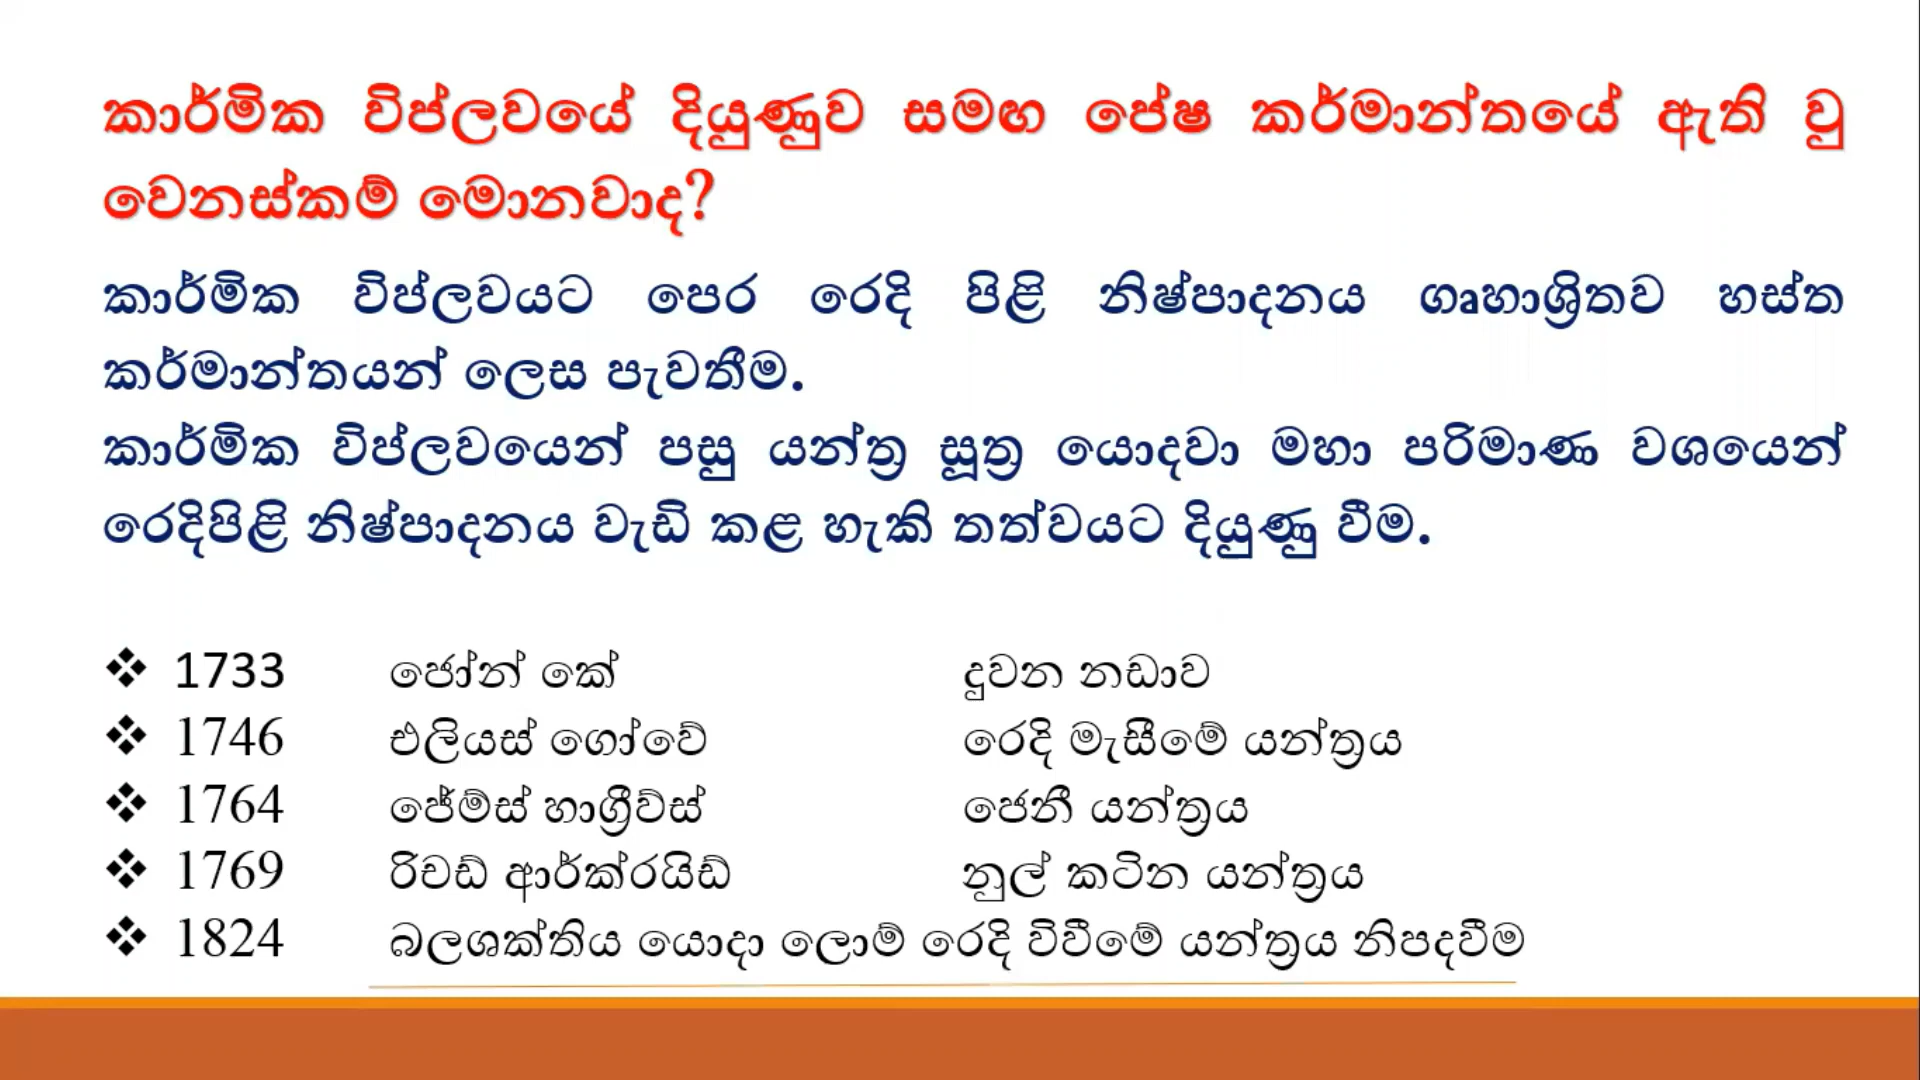 කාර්මික විප්ලවයේ දියුණුව සමඟ පේෂ කර්මාන්තයේ ඇති වු
වෙනස්කම් මොනවාද?
කාර්මික විප්ලවයට පෙර රෙදි පිළි නිෂ්පාදනය ගෘහාශ්‍රිතව හස්ත
කර්මාන්තයන් ලෙස පැවතීම.
කාර්මික විප්ලවයෙන් පසු යන්ත්‍ර සූත්‍ර යොදවා මහා පරිමාණ වශයෙන්
රෙදිපිළි නිෂ්පාදනය වැඩි කළ හැකි තත්වයට දියුණු වීම.
❖ 1733 ජෝන් කේ දුවන නඩාව
❖ 1746 එලියස් ගෝවේ රෙදි මැසීමේ යන්ත්‍රය
❖ 1764 ජේම්ස් හාග්‍රීව්ස් ජෙනී යන්ත්‍රය
❖ 1769 රිචඩ් ආර්ක්රයිඩ් නුල් කටින යන්ත්‍රය
❖ 1824 බලශක්තිය යොදා ලොම් රෙදි විවීමේ යන්ත්‍රය නිපදවීම